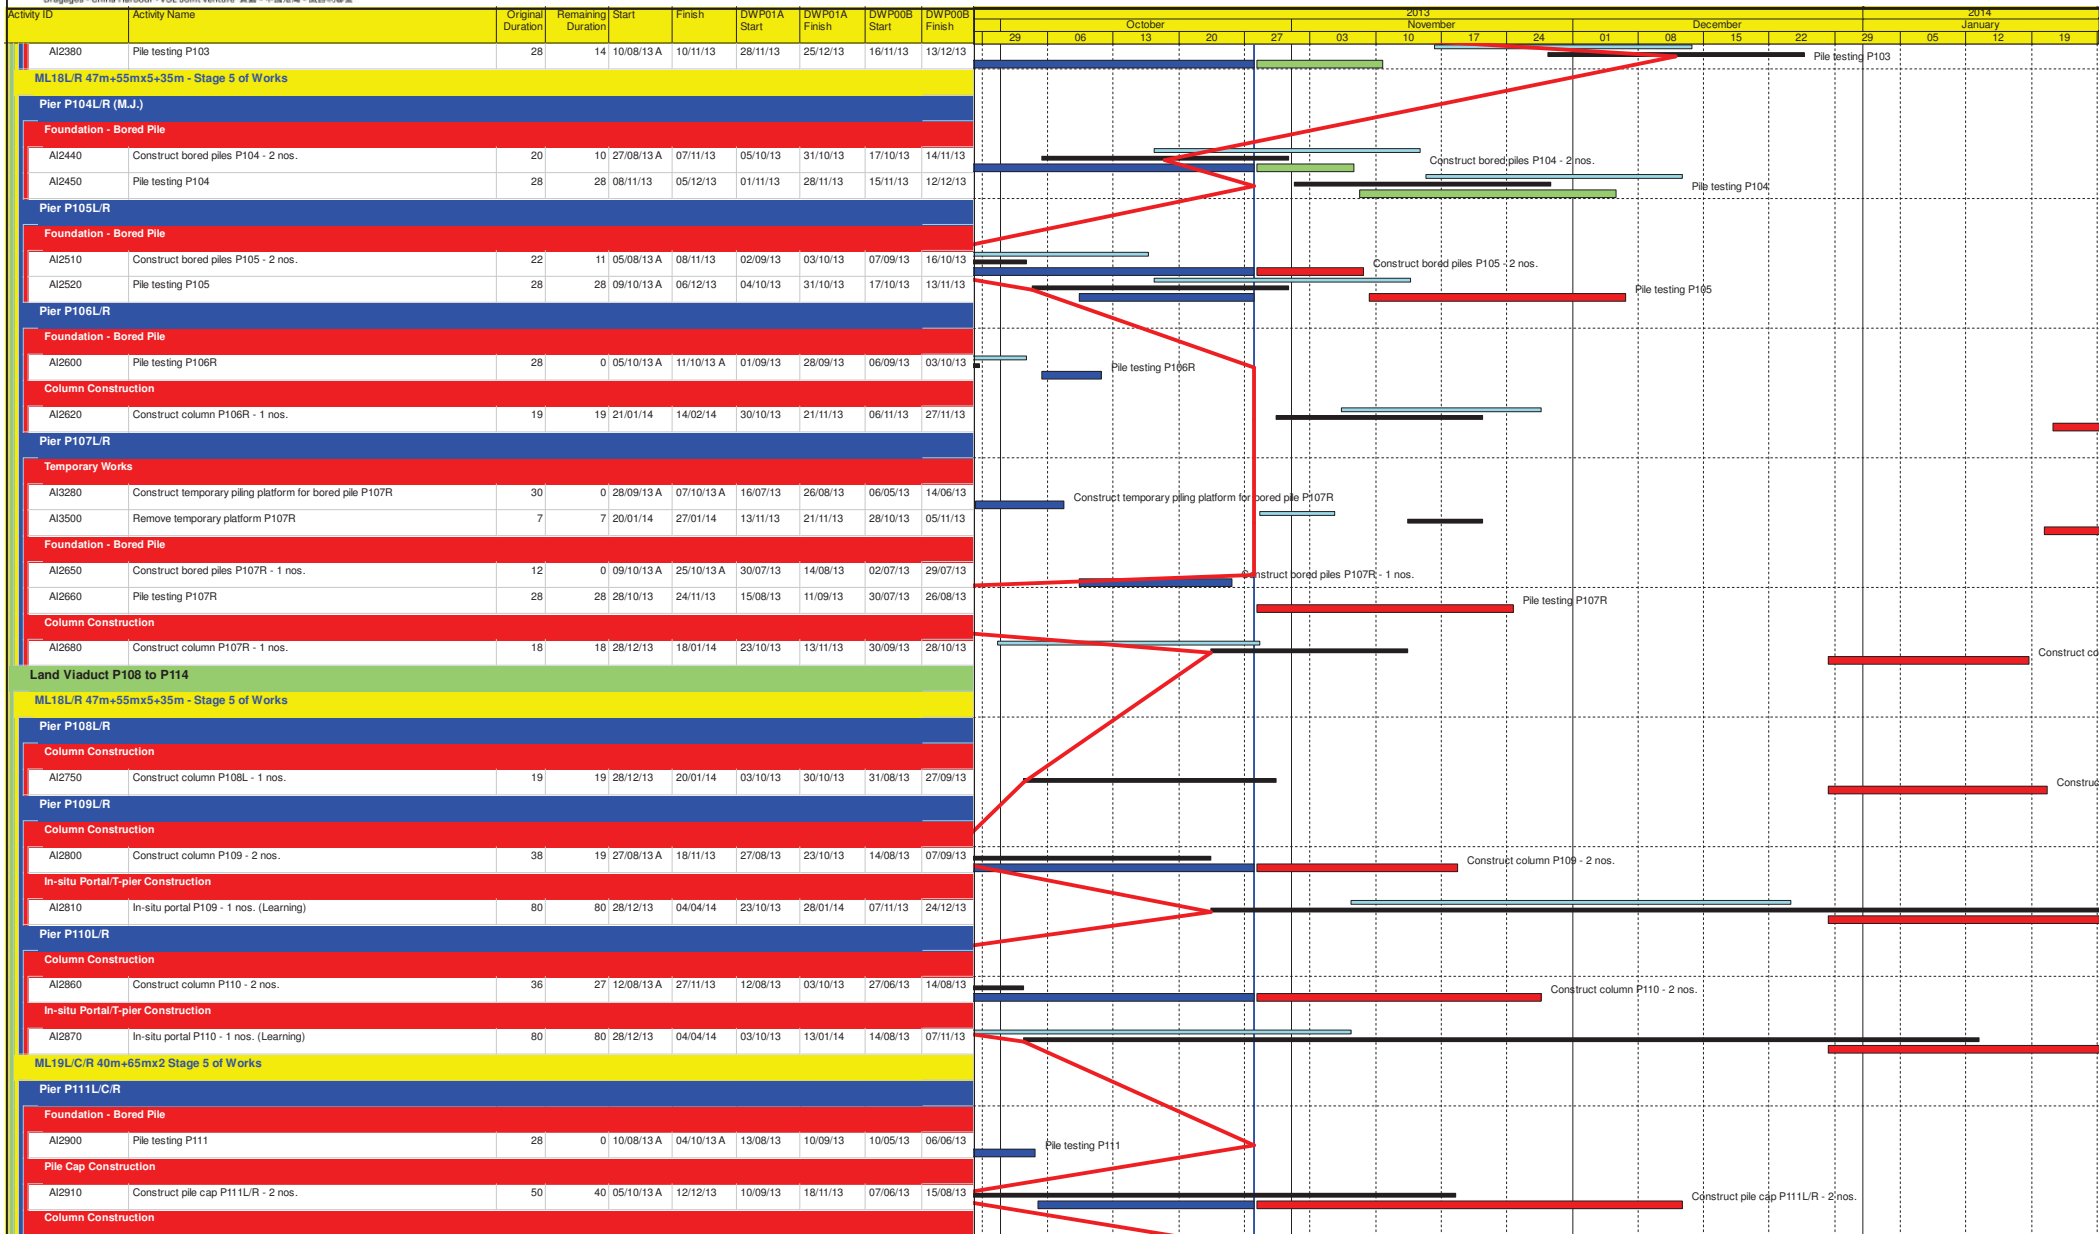 Activity ID Activity Name Original Duration Remaining Duration Start Finish DWP01A Start DWP01A Finish DWP00B Start DWP00B Finish
2013 2014
October November December January
29 06 13 20 27 03 10 17 24 01 08 15 22 29 05 12 19
AI2380 Pile testing P103 28 14 10/08/13 A 10/11/13 28/11/13 25/12/13 16/11/13 13/12/13 Pile testing P103
ML18L/R 47m+55mx5+35m - Stage 5 of Works
Pier P104L/R (M.J.)
Foundation - Bored Pile
AI2440 Construct bored piles P104 - 2 nos. 20 10 27/08/13 A 07/11/13 05/10/13 31/10/13 17/10/13 14/11/13 Construct bored piles P104 - 2 nos.
AI2450 Pile testing P104 28 28 08/11/13 05/12/13 01/11/13 28/11/13 15/11/13 12/12/13 Pile testing P104
Pier P105L/R
Foundation - Bored Pile
AI2510 Construct bored piles P105 - 2 nos. 22 11 05/08/13 A 08/11/13 02/09/13 03/10/13 07/09/13 16/10/13 Construct bored piles P105 - 2 nos.
AI2520 Pile testing P105 28 28 09/10/13 A 06/12/13 04/10/13 31/10/13 17/10/13 13/11/13 Pile testing P105
Pier P106L/R
Foundation - Bored Pile
AI2600 Pile testing P106R 28 0 05/10/13 A 11/10/13 A 01/09/13 28/09/13 06/09/13 03/10/13 Pile testing P106R
Column Construction
AI2620 Construct column P106R - 1 nos. 19 19 21/01/14 14/02/14 30/10/13 21/11/13 06/11/13 27/11/13
Pier P107L/R
Temporary Works
AI3280 Construct temporary piling platform for bored pile P107R 30 0 28/09/13 A 07/10/13 A 16/07/13 26/08/13 06/05/13 14/06/13 Construct temporary piling platform for bored pile P107R
AI3500 Remove temporary platform P107R 7 7 20/01/14 27/01/14 13/11/13 21/11/13 28/10/13 05/11/13
Foundation - Bored Pile
AI2650 Construct bored piles P107R - 1 nos. 12 0 09/10/13 A 25/10/13 A 30/07/13 14/08/13 02/07/13 29/07/13 Construct bored piles P107R - 1 nos.
AI2660 Pile testing P107R 28 28 28/10/13 24/11/13 15/08/13 11/09/13 30/07/13 26/08/13 Pile testing P107R
Column Construction
AI2680 Construct column P107R - 1 nos. 18 18 28/12/13 18/01/14 23/10/13 13/11/13 30/09/13 28/10/13 Construct co
Land Viaduct P108 to P114
ML18L/R 47m+55mx5+35m - Stage 5 of Works
Pier P108L/R
Column Construction
AI2750 Construct column P108L - 1 nos. 19 19 28/12/13 20/01/14 03/10/13 30/10/13 31/08/13 27/09/13 Construc
Pier P109L/R
Column Construction
AI2800 Construct column P109 - 2 nos. 38 19 27/08/13 A 18/11/13 27/08/13 23/10/13 14/08/13 07/09/13 Construct column P109 - 2 nos.
In-situ Portal/T-pier Construction
AI2810 In-situ portal P109 - 1 nos. (Learning) 80 80 28/12/13 04/04/14 23/10/13 28/01/14 07/11/13 24/12/13
Pier P110L/R
Column Construction
AI2860 Construct column P110 - 2 nos. 36 27 12/08/13 A 27/11/13 12/08/13 03/10/13 27/06/13 14/08/13 Construct column P110 - 2 nos.
In-situ Portal/T-pier Construction
AI2870 In-situ portal P110 - 1 nos. (Learning) 80 80 28/12/13 04/04/14 03/10/13 13/01/14 14/08/13 07/11/13
ML19L/C/R 40m+65mx2 Stage 5 of Works
Pier P111L/C/R
Foundation - Bored Pile
AI2900 Pile testing P111 28 0 10/08/13 A 04/10/13 A 13/08/13 10/09/13 10/05/13 06/06/13 Pile testing P111
Pile Cap Construction
AI2910 Construct pile cap P111L/R - 2 nos. 50 40 05/10/13 A 12/12/13 10/09/13 18/11/13 07/06/13 15/08/13 Construct pile cap P111L/R - 2 nos.
Column Construction